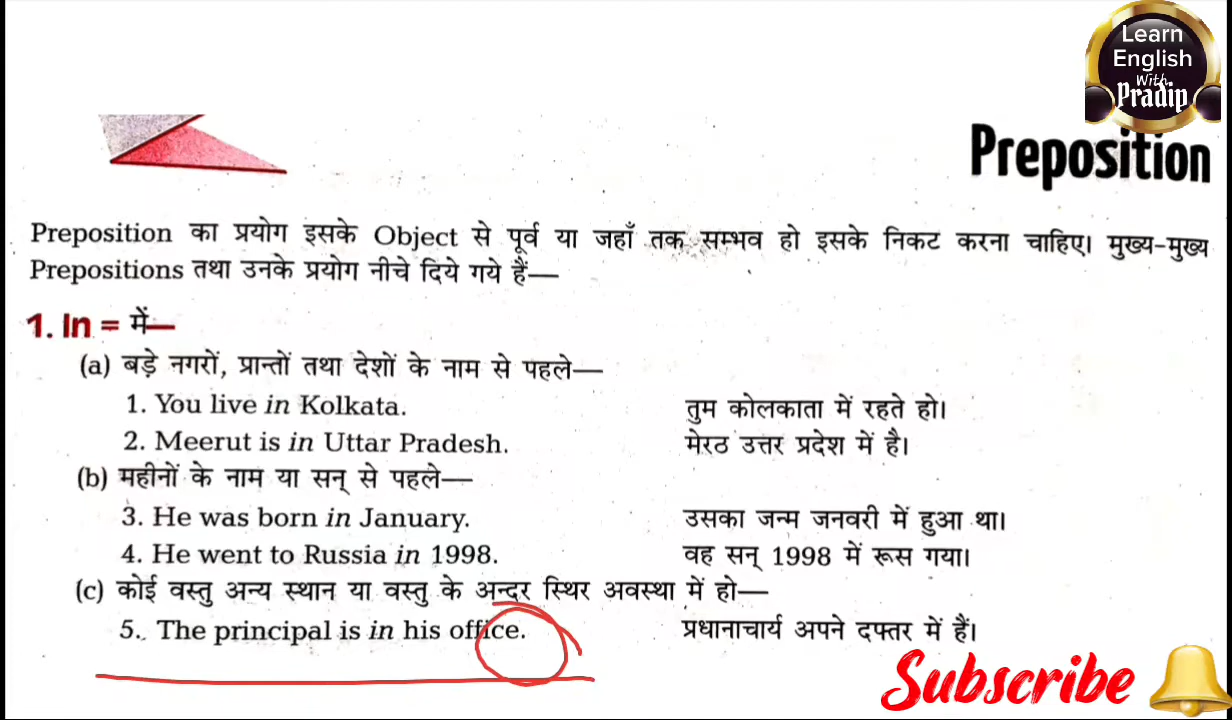 Learn
English
With
Pradip
Preposition
Preposition का प्रयोग इसके Object से पूर्व या जहाँ तक सम्भव हो इसके निकट करना चाहिए। मुख्य-मुख्य
Prepositions तथा उनके प्रयोग नीचे दिये गये हैं—
1. In = में—
(a) बड़े नगरों, प्रान्तों तथा देशों के नाम से पहले—
1. You live in Kolkata. तुम कोलकाता में रहते हो।
2. Meerut is in Uttar Pradesh. मेरठ उत्तर प्रदेश में है।
(b) महीनों के नाम या सन् से पहले—
3. He was born in January. उसका जन्म जनवरी में हुआ था।
4. He went to Russia in 1998. वह सन् 1998 में रूस गया।
(c) कोई वस्तु अन्य स्थान या वस्तु के अन्दर स्थिर अवस्था में हो—
5. The principal is in his office. प्रधानाचार्य अपने दफ्तर में हैं।
Subscribe